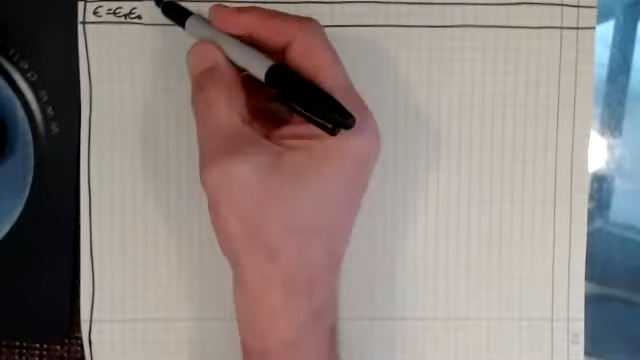 ε = εᵣε₀